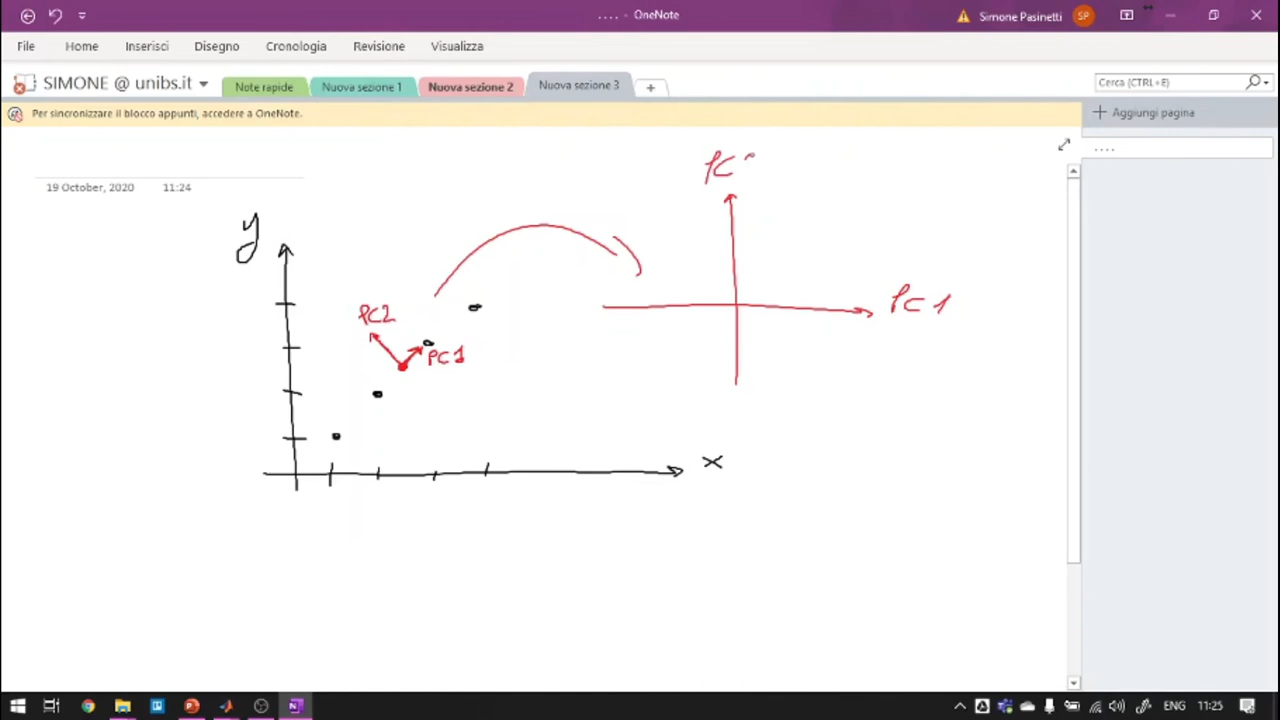 .... - OneNote
Simone Pasinetti
SP
File Home Inserisci Disegno Cronologia Revisione Visualizza
SIMONE @ unibs.it
Note rapide
Nuova sezione 1
Nuova sezione 2
Nuova sezione 3
Cerca (CTRL+E)
Per sincronizzare il blocco appunti, accedere a OneNote.
Aggiungi pagina
....
19 October, 2020 11:24
PC
y
PC2
PC1
PC1
x
ENG 11:25